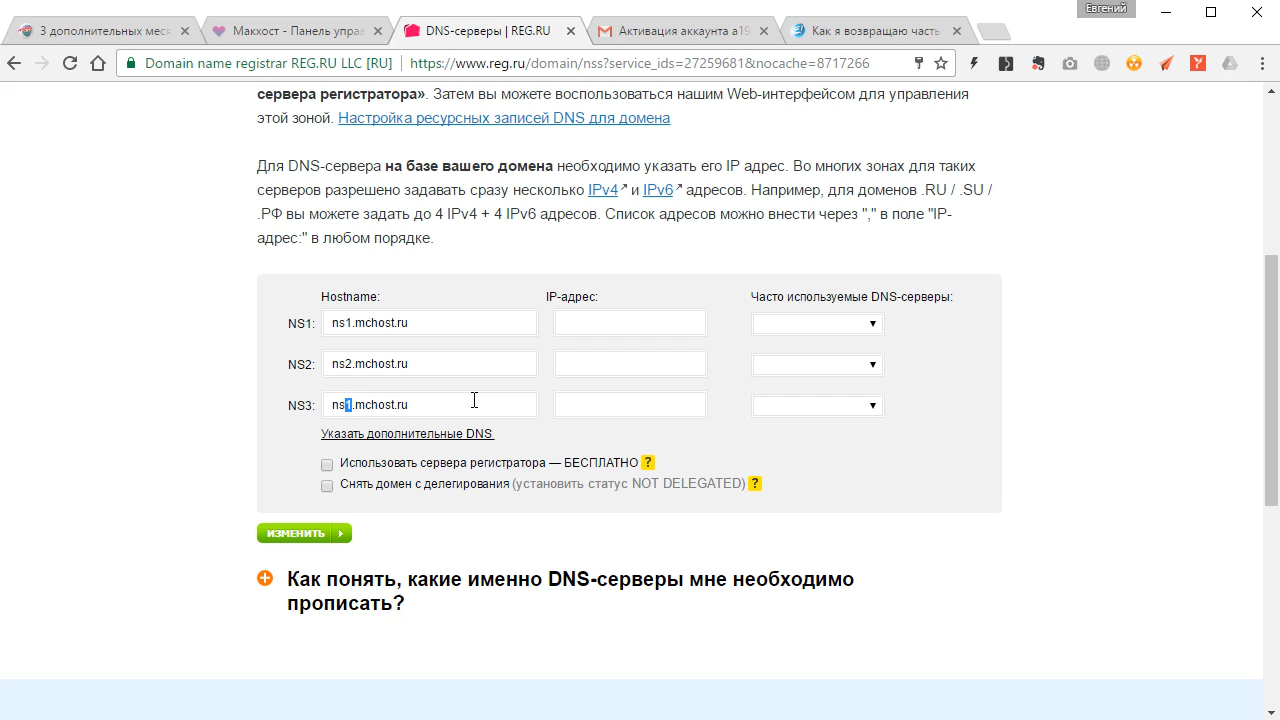 Евгений
3 дополнительных меся
Макхост - Панель управ
DNS-серверы | REG.RU
Активация аккаунта a19
Как я возвращаю часть
Domain name registrar REG.RU LLC [RU]
https://www.reg.ru/domain/nss?service_ids=27259681&nocache=8717266
сервера регистратора». Затем вы можете воспользоваться нашим Web-интерфейсом для управления
этой зоной. Настройка ресурсных записей DNS для домена
Для DNS-сервера на базе вашего домена необходимо указать его IP адрес. Во многих зонах для таких
серверов разрешено задавать сразу несколько IPv4 и IPv6 адресов. Например, для доменов .RU / .SU /
.РФ вы можете задать до 4 IPv4 + 4 IPv6 адресов. Список адресов можно внести через "," в поле "IP-
адрес:" в любом порядке.
Hostname: IP-адрес: Часто используемые DNS-серверы:
NS1: ns1.mchost.ru
NS2: ns2.mchost.ru
NS3: ns1.mchost.ru
Указать дополнительные DNS
Использовать сервера регистратора — БЕСПЛАТНО ?
Снять домен с делегирования (установить статус NOT DELEGATED) ?
ИЗМЕНИТЬ
Как понять, какие именно DNS-серверы мне необходимо
прописать?